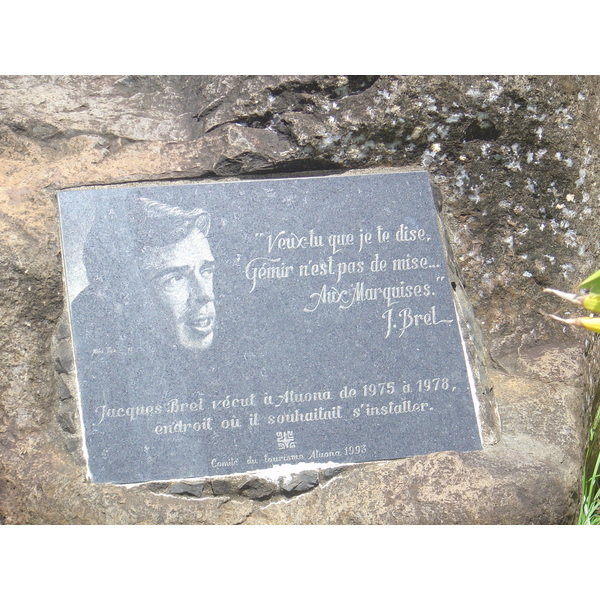 "Veux-tu que je te dise,
Gémir n'est pas de mise...
Aux Marquises."
J. Brel
Jacques Brel vécut à Atuona de 1975 à 1978,
endroit où il souhaitait s'installer.
Comité du Tourisme Atuona 1993